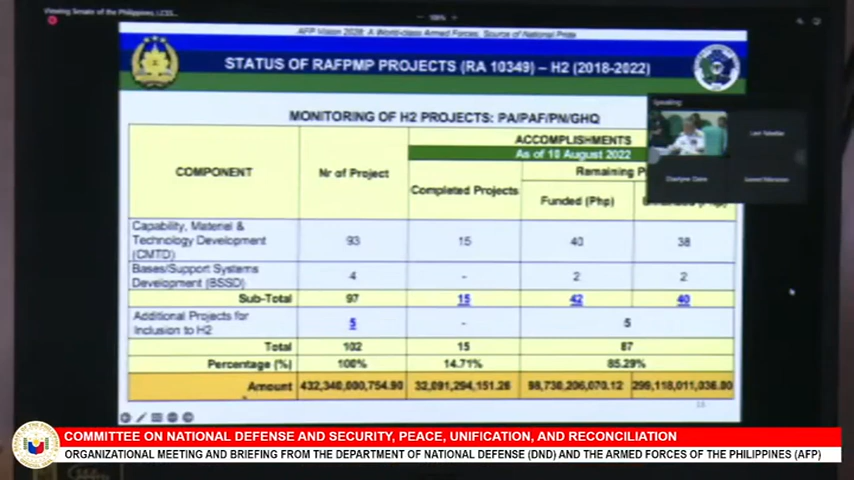 Viewing Senate of the Philippines,
AFP Vision 2028: A World-class Armed Forces, Source of National Pride
STATUS OF RAFPMP PROJECTS (RA 10349) – H2 (2018-2022)
MONITORING OF H2 PROJECTS: PA/PAF/PN/GHQ
COMPONENT
Nr of Project
ACCOMPLISHMENTS
As of 10 August 2022
Completed Projects
Remaining
Funded (Php)
Speaking:
Capability, Materiel &
Technology Development
(CMTD)
93
15
40
38
Bases/Support Systems
Development (BSSD)
4
-
2
2
Sub-Total
97
15
42
40
Additional Projects for
Inclusion to H2
5
-
5
Total
102
15
87
Percentage (%)
100%
14.71%
85.29%
Amount
432,340,000,754.90
32,091,294,151.26
98,730,206,070.12
299,118,011,036.00
COMMITTEE ON NATIONAL DEFENSE AND SECURITY, PEACE, UNIFICATION, AND RECONCILIATION
ORGANIZATIONAL MEETING AND BRIEFING FROM THE DEPARTMENT OF NATIONAL DEFENSE (DND) AND THE ARMED FORCES OF THE PHILIPPINES (AFP)